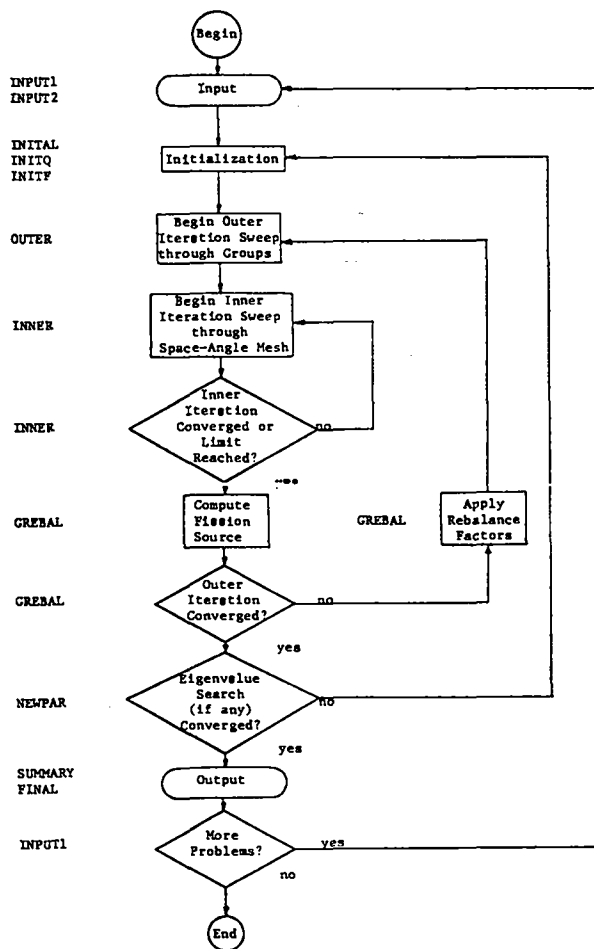 Begin
INPUT1
INPUT2
Input
INITAL
INITQ
INITF
Initialization
OUTER
Begin Outer
Iteration Sweep
through Groups
INNER
Begin Inner
Iteration Sweep
through
Space-Angle Mesh
INNER
Inner
Iteration
Converged or
Limit
Reached?
no
GREBAL
Compute
Fission
Source
GREBAL
Apply
Rebalance
Factors
GREBAL
Outer
Iteration
Converged?
no
yes
NEWPAR
Eigenvalue
Search
(if any)
Converged?
no
yes
SUMMARY
FINAL
Output
INPUT1
More
Problems?
yes
no
End